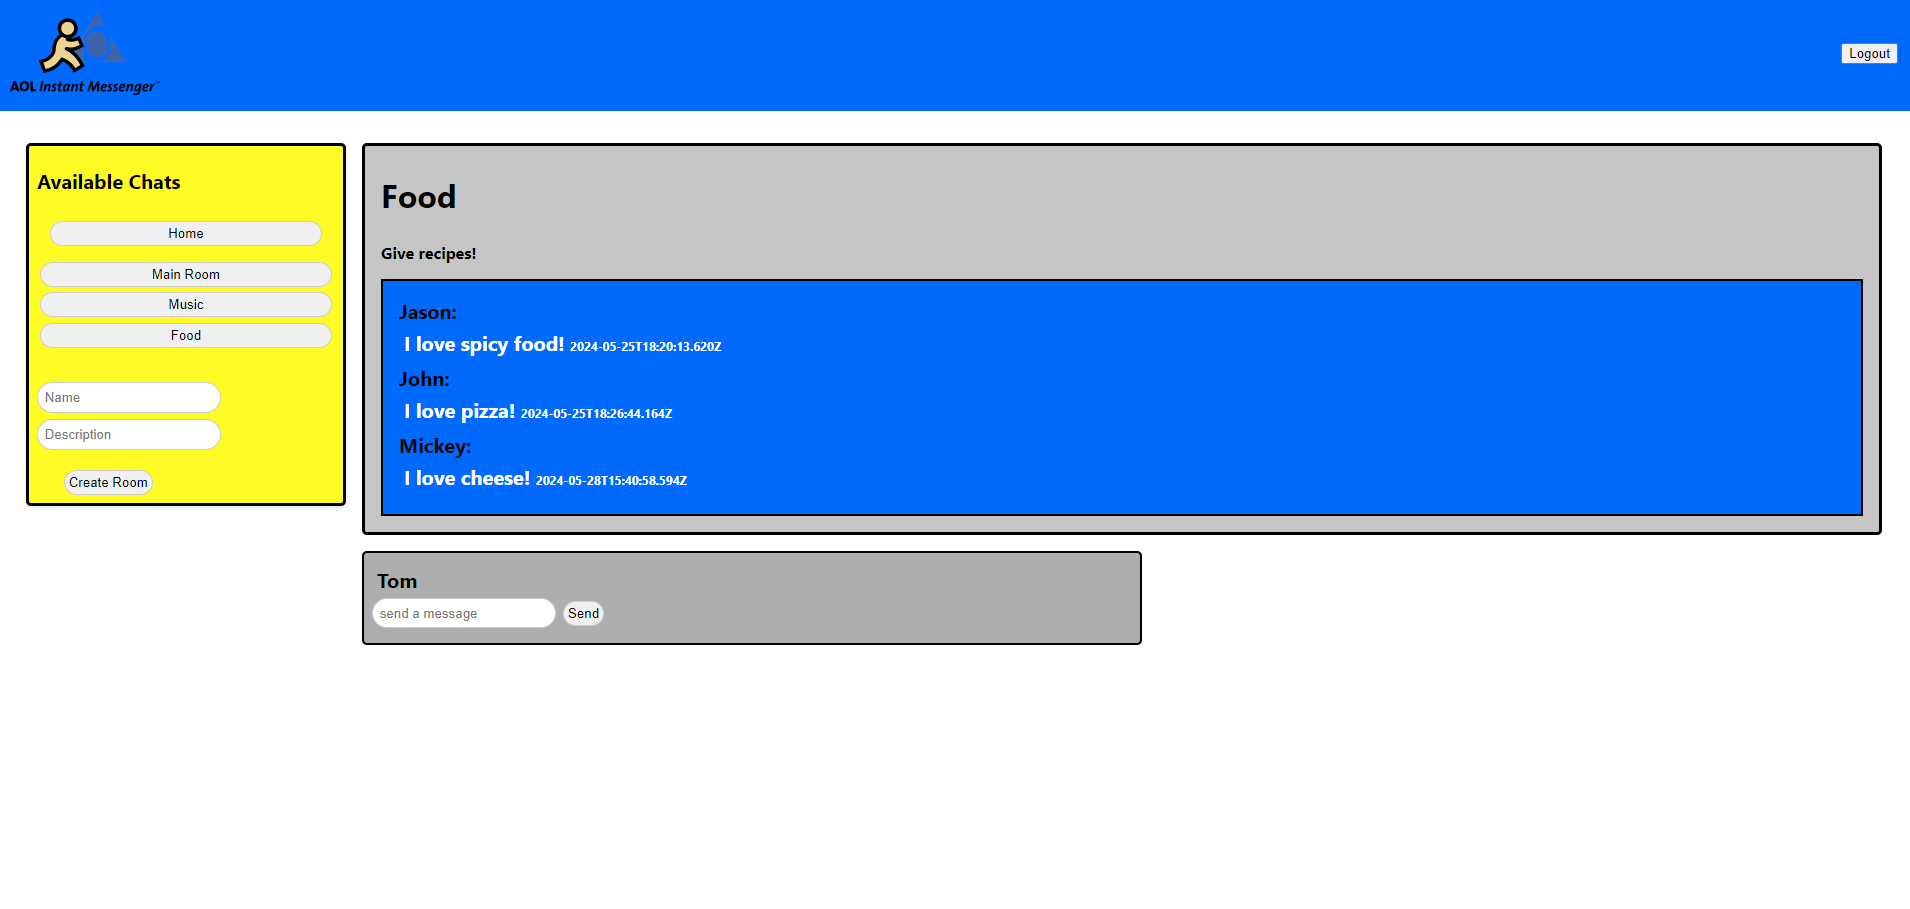 AOL Instant Messenger™
Logout
Available Chats
Home
Main Room
Music
Food
Name
Description
Create Room
Food
Give recipes!
Jason:
I love spicy food! 2024-05-25T18:20:13.620Z
John:
I love pizza! 2024-05-25T18:26:44.164Z
Mickey:
I love cheese! 2024-05-28T15:40:58.594Z
Tom
send a message Send